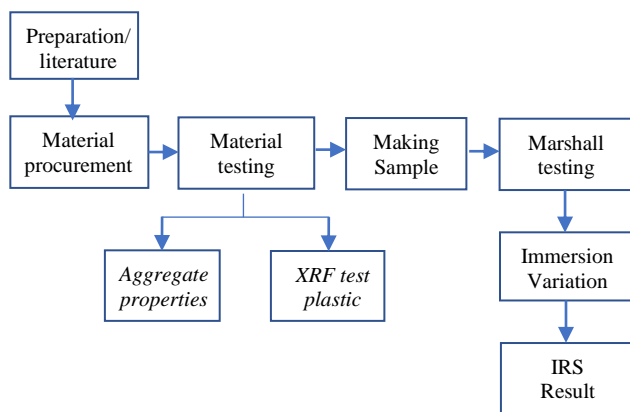 Preparation/
literature
Material
procurement
Material
testing
Making
Sample
Marshall
testing
Aggregate
properties
XRF test
plastic
Immersion
Variation
IRS
Result